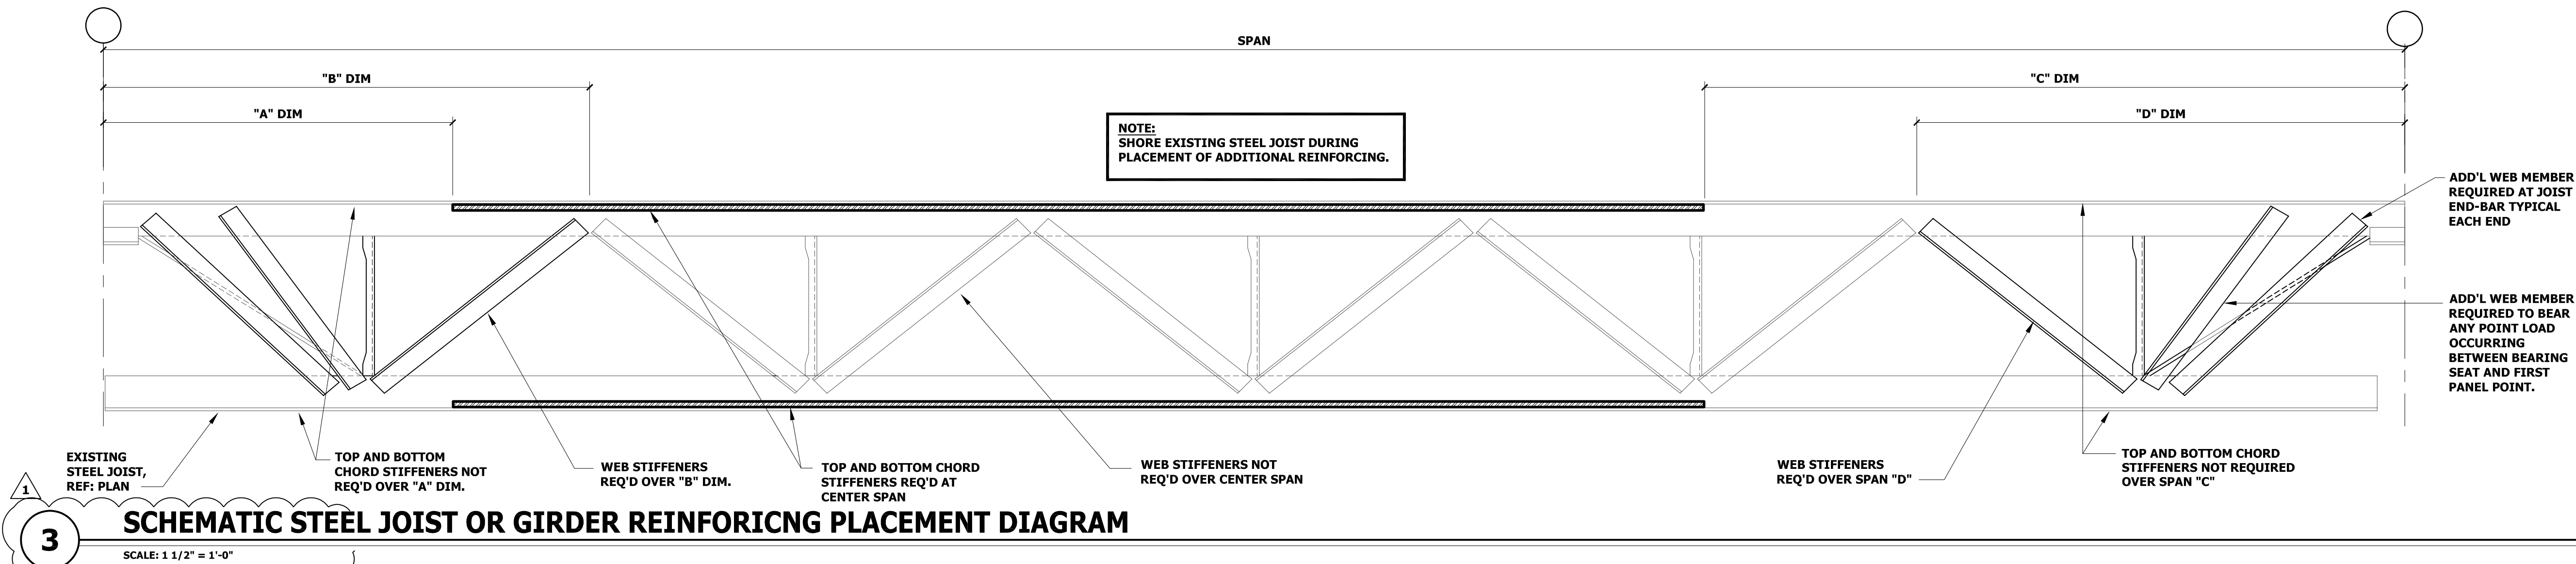 SPAN
"B" DIM
"C" DIM
"A" DIM
"D" DIM
NOTE:
SHORE EXISTING STEEL JOIST DURING
PLACEMENT OF ADDITIONAL REINFORCING.
ADD'L WEB MEMBER
REQUIRED AT JOIST
END-BAR TYPICAL
EACH END
ADD'L WEB MEMBER
REQUIRED TO BEAR
ANY POINT LOAD
OCCURRING
BETWEEN BEARING
SEAT AND FIRST
PANEL POINT.
EXISTING
STEEL JOIST,
REF: PLAN
TOP AND BOTTOM
CHORD STIFFENERS NOT
REQ'D OVER "A" DIM.
WEB STIFFENERS
REQ'D OVER "B" DIM.
TOP AND BOTTOM CHORD
STIFFENERS REQ'D AT
CENTER SPAN
WEB STIFFENERS NOT
REQ'D OVER CENTER SPAN
WEB STIFFENERS
REQ'D OVER SPAN "D"
TOP AND BOTTOM CHORD
STIFFENERS NOT REQUIRED
OVER SPAN "C"
1
3
SCHEMATIC STEEL JOIST OR GIRDER REINFORICNG PLACEMENT DIAGRAM
SCALE: 1 1/2" = 1'-0"